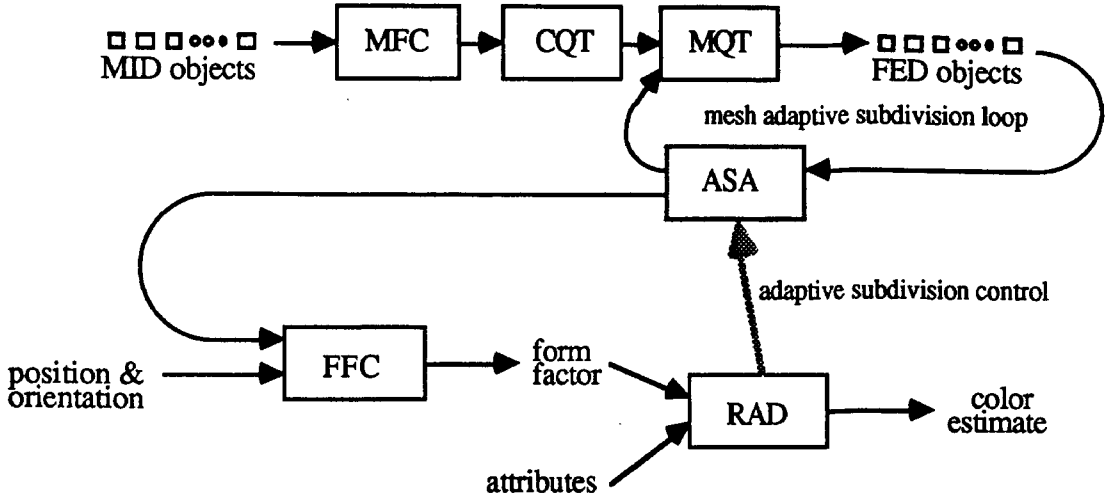 MFC
CQT
MQT
MID objects
FED objects
mesh adaptive subdivision loop
ASA
adaptive subdivision control
FFC
position &
orientation
form
factor
RAD
color
estimate
attributes